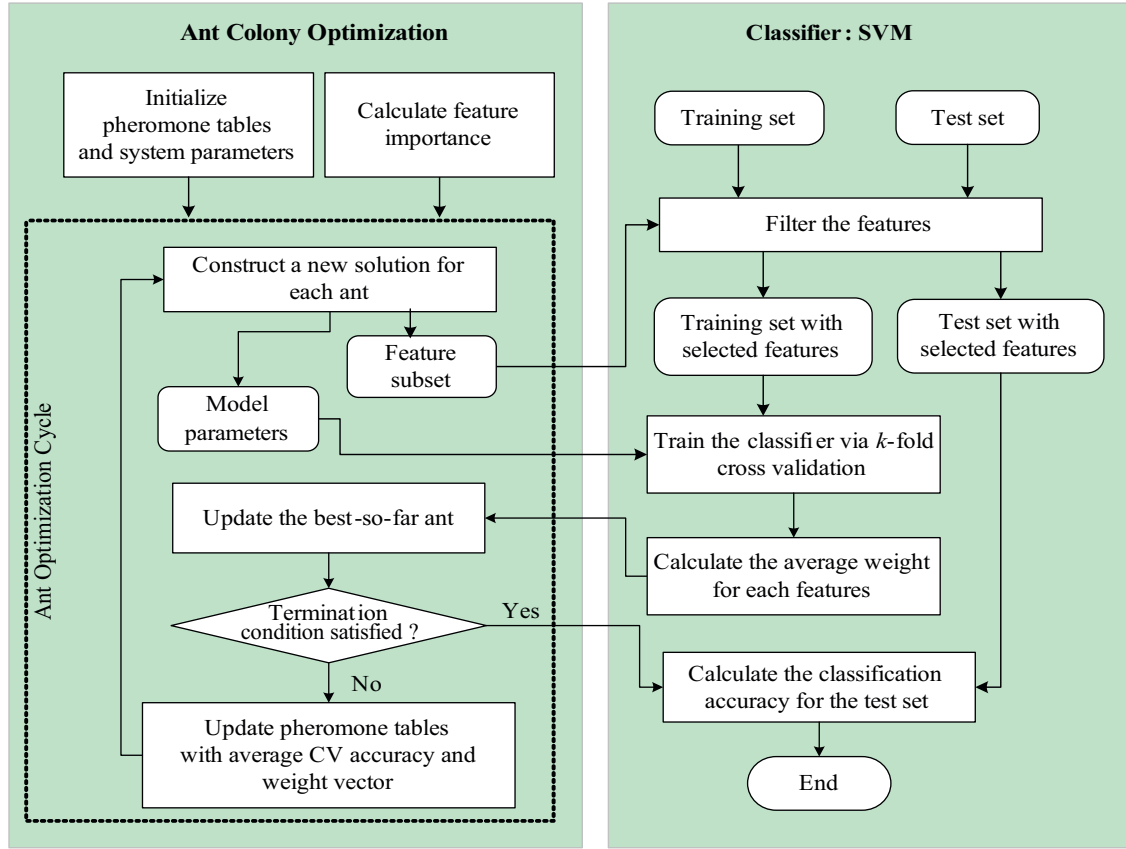 Ant Colony Optimization
Initialize
pheromone tables
and system parameters
Calculate feature
importance
Ant Optimization Cycle
Construct a new solution for
each ant
Feature
subset
Model
parameters
Update the best-so-far ant
Termination
condition satisfied ?
Yes
No
Update pheromone tables
with average CV accuracy and
weight vector
Classifier: SVM
Training set
Test set
Filter the features
Training set with
selected features
Test set with
selected features
Train the classifier via k-fold
cross validation
Calculate the average weight
for each features
Calculate the classification
accuracy for the test set
End